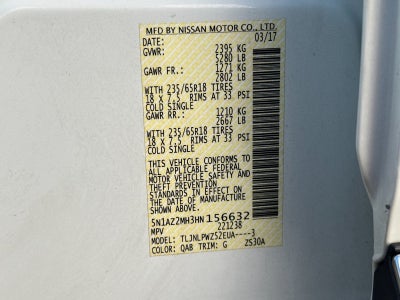 MFD BY NISSAN MOTOR CO., LTD.
DATE: 03/17
GVWR: 2395 KG
5280 LB
GAWR FR.: 1271 KG
2802 LB
WITH 235/65R18 TIRES
18 x 7.5 RIMS AT 33 PSI
COLD SINGLE
GAWR RR.: 1210 KG
2667 LB
WITH 235/65R18 TIRES
18 x 7.5 RIMS AT 33 PSI
COLD SINGLE
THIS VEHICLE CONFORMS TO
ALL APPLICABLE FEDERAL
MOTOR VEHICLE SAFETY AND
THEFT PREVENTION
STANDARDS IN EFFECT ON THE
DATE OF MANUFACTURE
SHOWN ABOVE.
5N1AZ2MH3HN156632
MPV 221238
MODEL: TLJNLPWZ52EUA----3
COLOR: QAB TRIM: G ZS30A